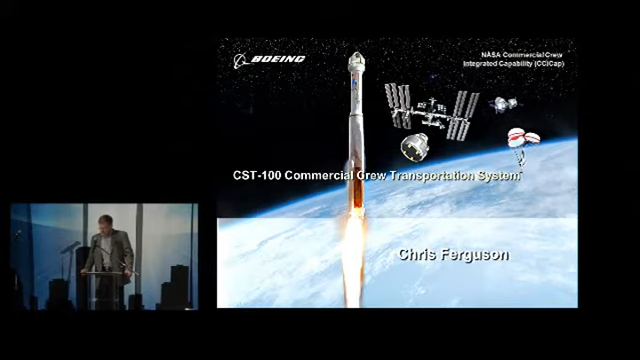 BOEING
NASA Commercial Crew
Integrated Capability (CCiCap)
CST-100 Commercial Crew Transportation System
Chris Ferguson